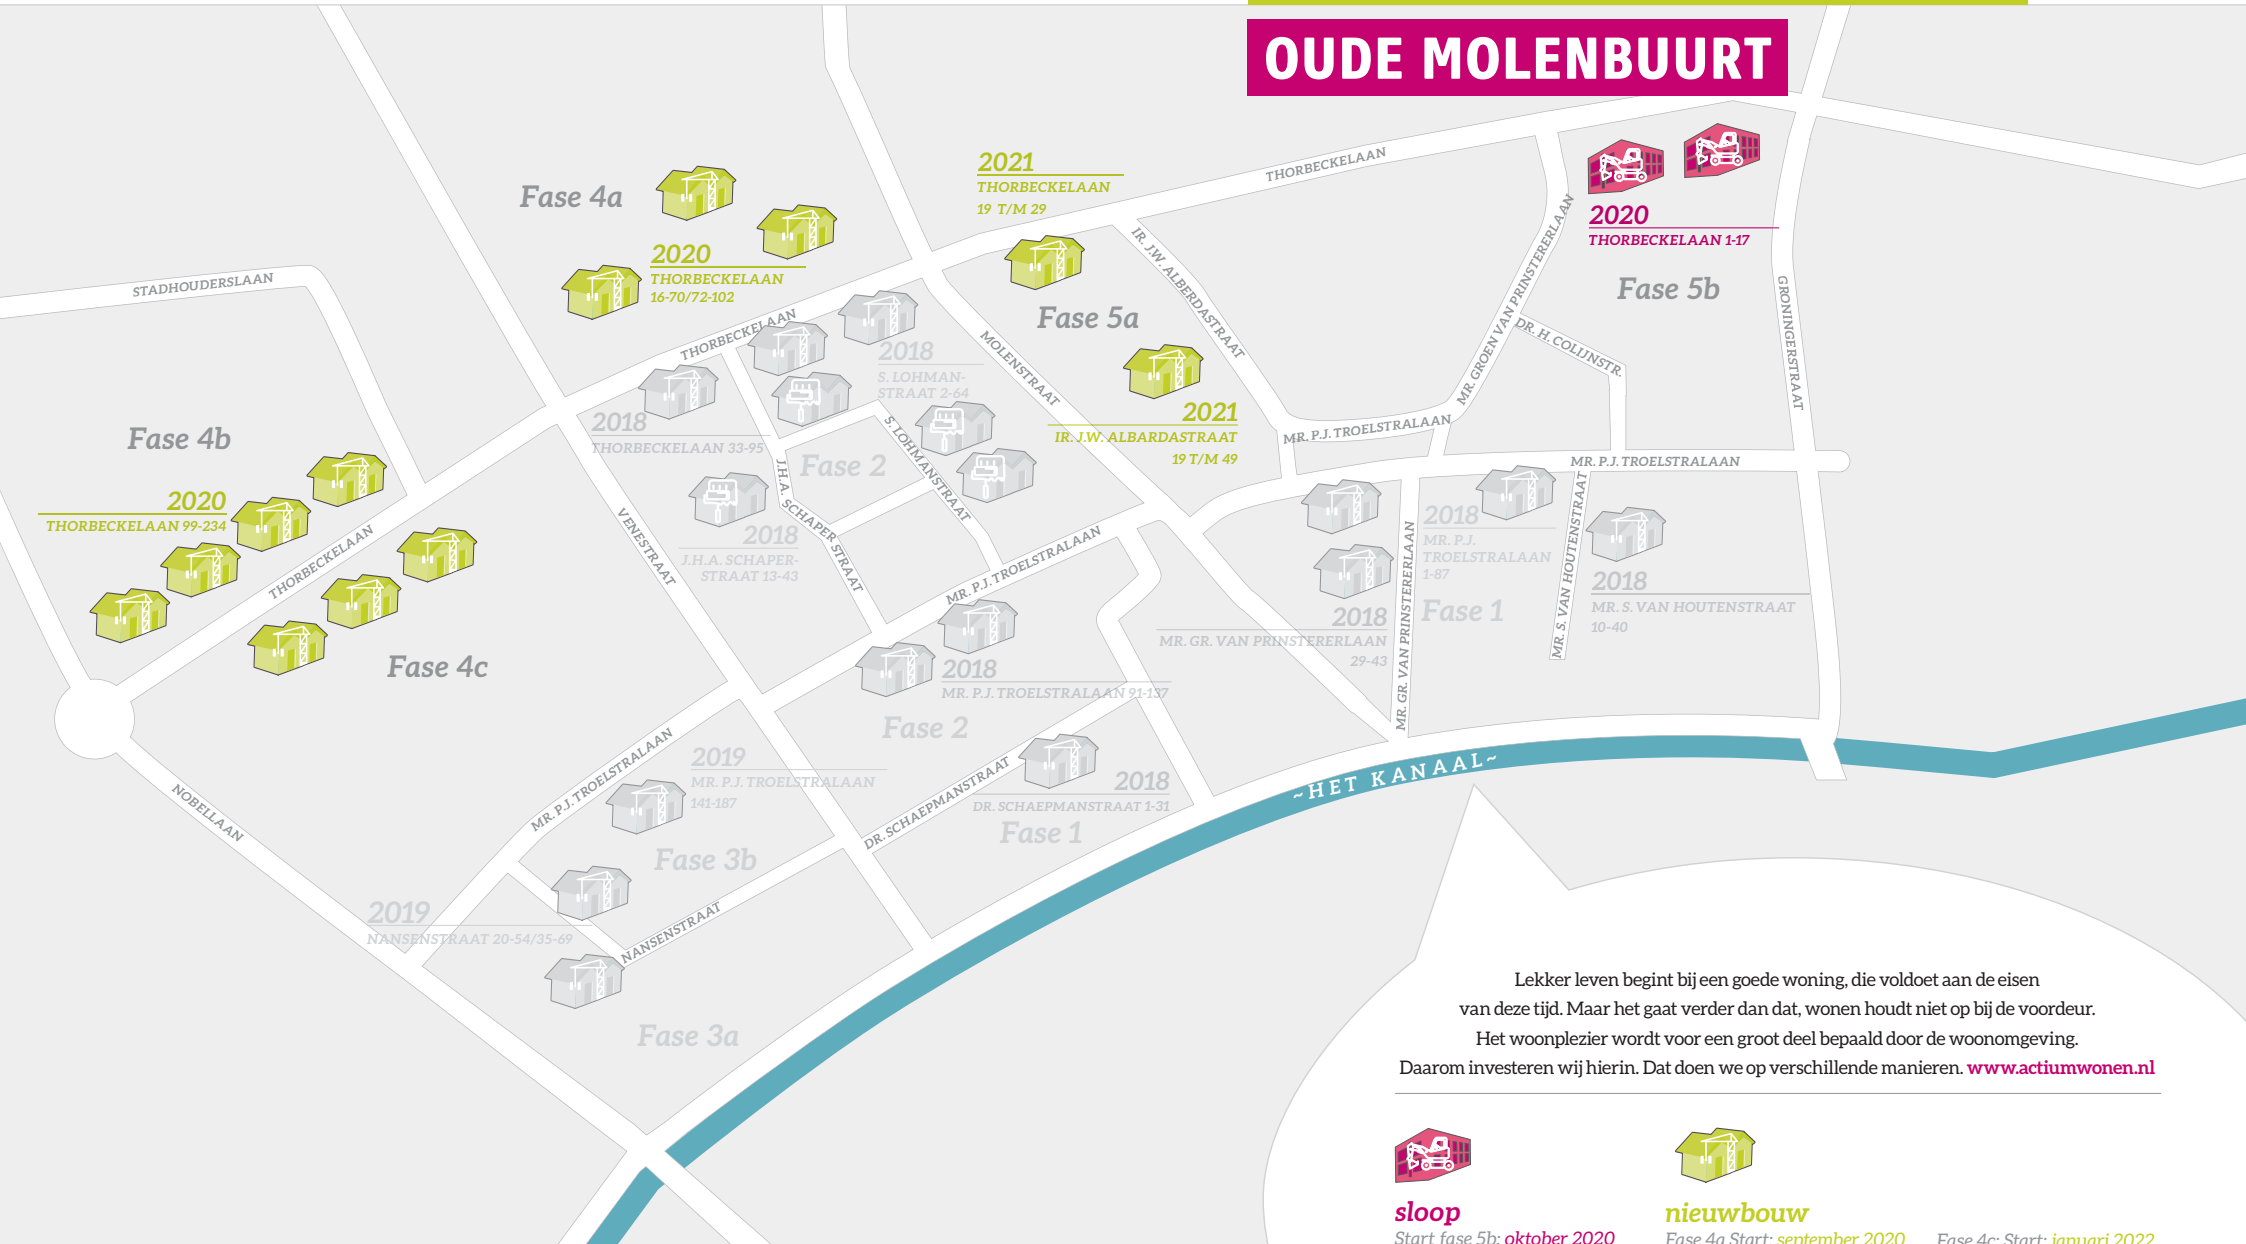 OUDE MOLENBUURT
2021
THORBECKELAAN
19 T/M 29
THORBECKELAAN
Fase 4a
2020
THORBECKELAAN
16-70/72-102
2020
THORBECKELAAN 1-17
Fase 5b
STADHOUDERSLAAN
IR. J.W. ALBERDASTRAAT
MR. GROEN VAN PRINSTERERLAAN
GRONINGERSTRAAT
Fase 5a
THORBECKELAAN
2018
S. LOHMAN-
STRAAT 2-64
MOLENSTRAAT
DR. H. COLIJNSTR.
2018
THORBECKELAAN 33-95
2021
IR. J.W. ALBARDASTRAAT
19 T/M 49
Fase 4b
2020
THORBECKELAAN 99-234
THORBECKELAAN
Fase 4c
VENESTRAAT
J.H.A. SCHAPER STRAAT
Fase 2
S. LOHMANSTRAAT
2018
J.H.A. SCHAPER-
STRAAT 13-43
MR. P.J. TROELSTRALAAN
MR. P.J. TROELSTRALAAN
MR. P.J. TROELSTRALAAN
2018
MR. P.J.
TROELSTRALAAN
1-87
Fase 1
MR. S. VAN HOUTENSTRAAT
2018
MR. S. VAN HOUTENSTRAAT
10-40
2018
MR. GR. VAN PRINSTERERLAAN
29-43
MR. GR. VAN PRINSTERERLAAN
2018
MR. P.J. TROELSTRALAAN 91-137
Fase 2
MR. P.J. TROELSTRALAAN
2019
MR. P.J. TROELSTRALAAN
141-187
Fase 3b
DR. SCHAEPMANSTRAAT
2018
DR. SCHAEPMANSTRAAT 1-31
Fase 1
~HET KANAAL~
NOBELLAAN
2019
NANSENSTRAAT 20-54/35-69
NANSENSTRAAT
Fase 3a
Lekker leven begint bij een goede woning, die voldoet aan de eisen
van deze tijd. Maar het gaat verder dan dat, wonen houdt niet op bij de voordeur.
Het woonplezier wordt voor een groot deel bepaald door de woonomgeving.
Daarom investeren wij hierin. Dat doen we op verschillende manieren. www.actiumwonen.nl
sloop
Start fase 5b: oktober 2020
nieuwbouw
Fase 4a Start: september 2020
Fase 4c: Start: januari 2022